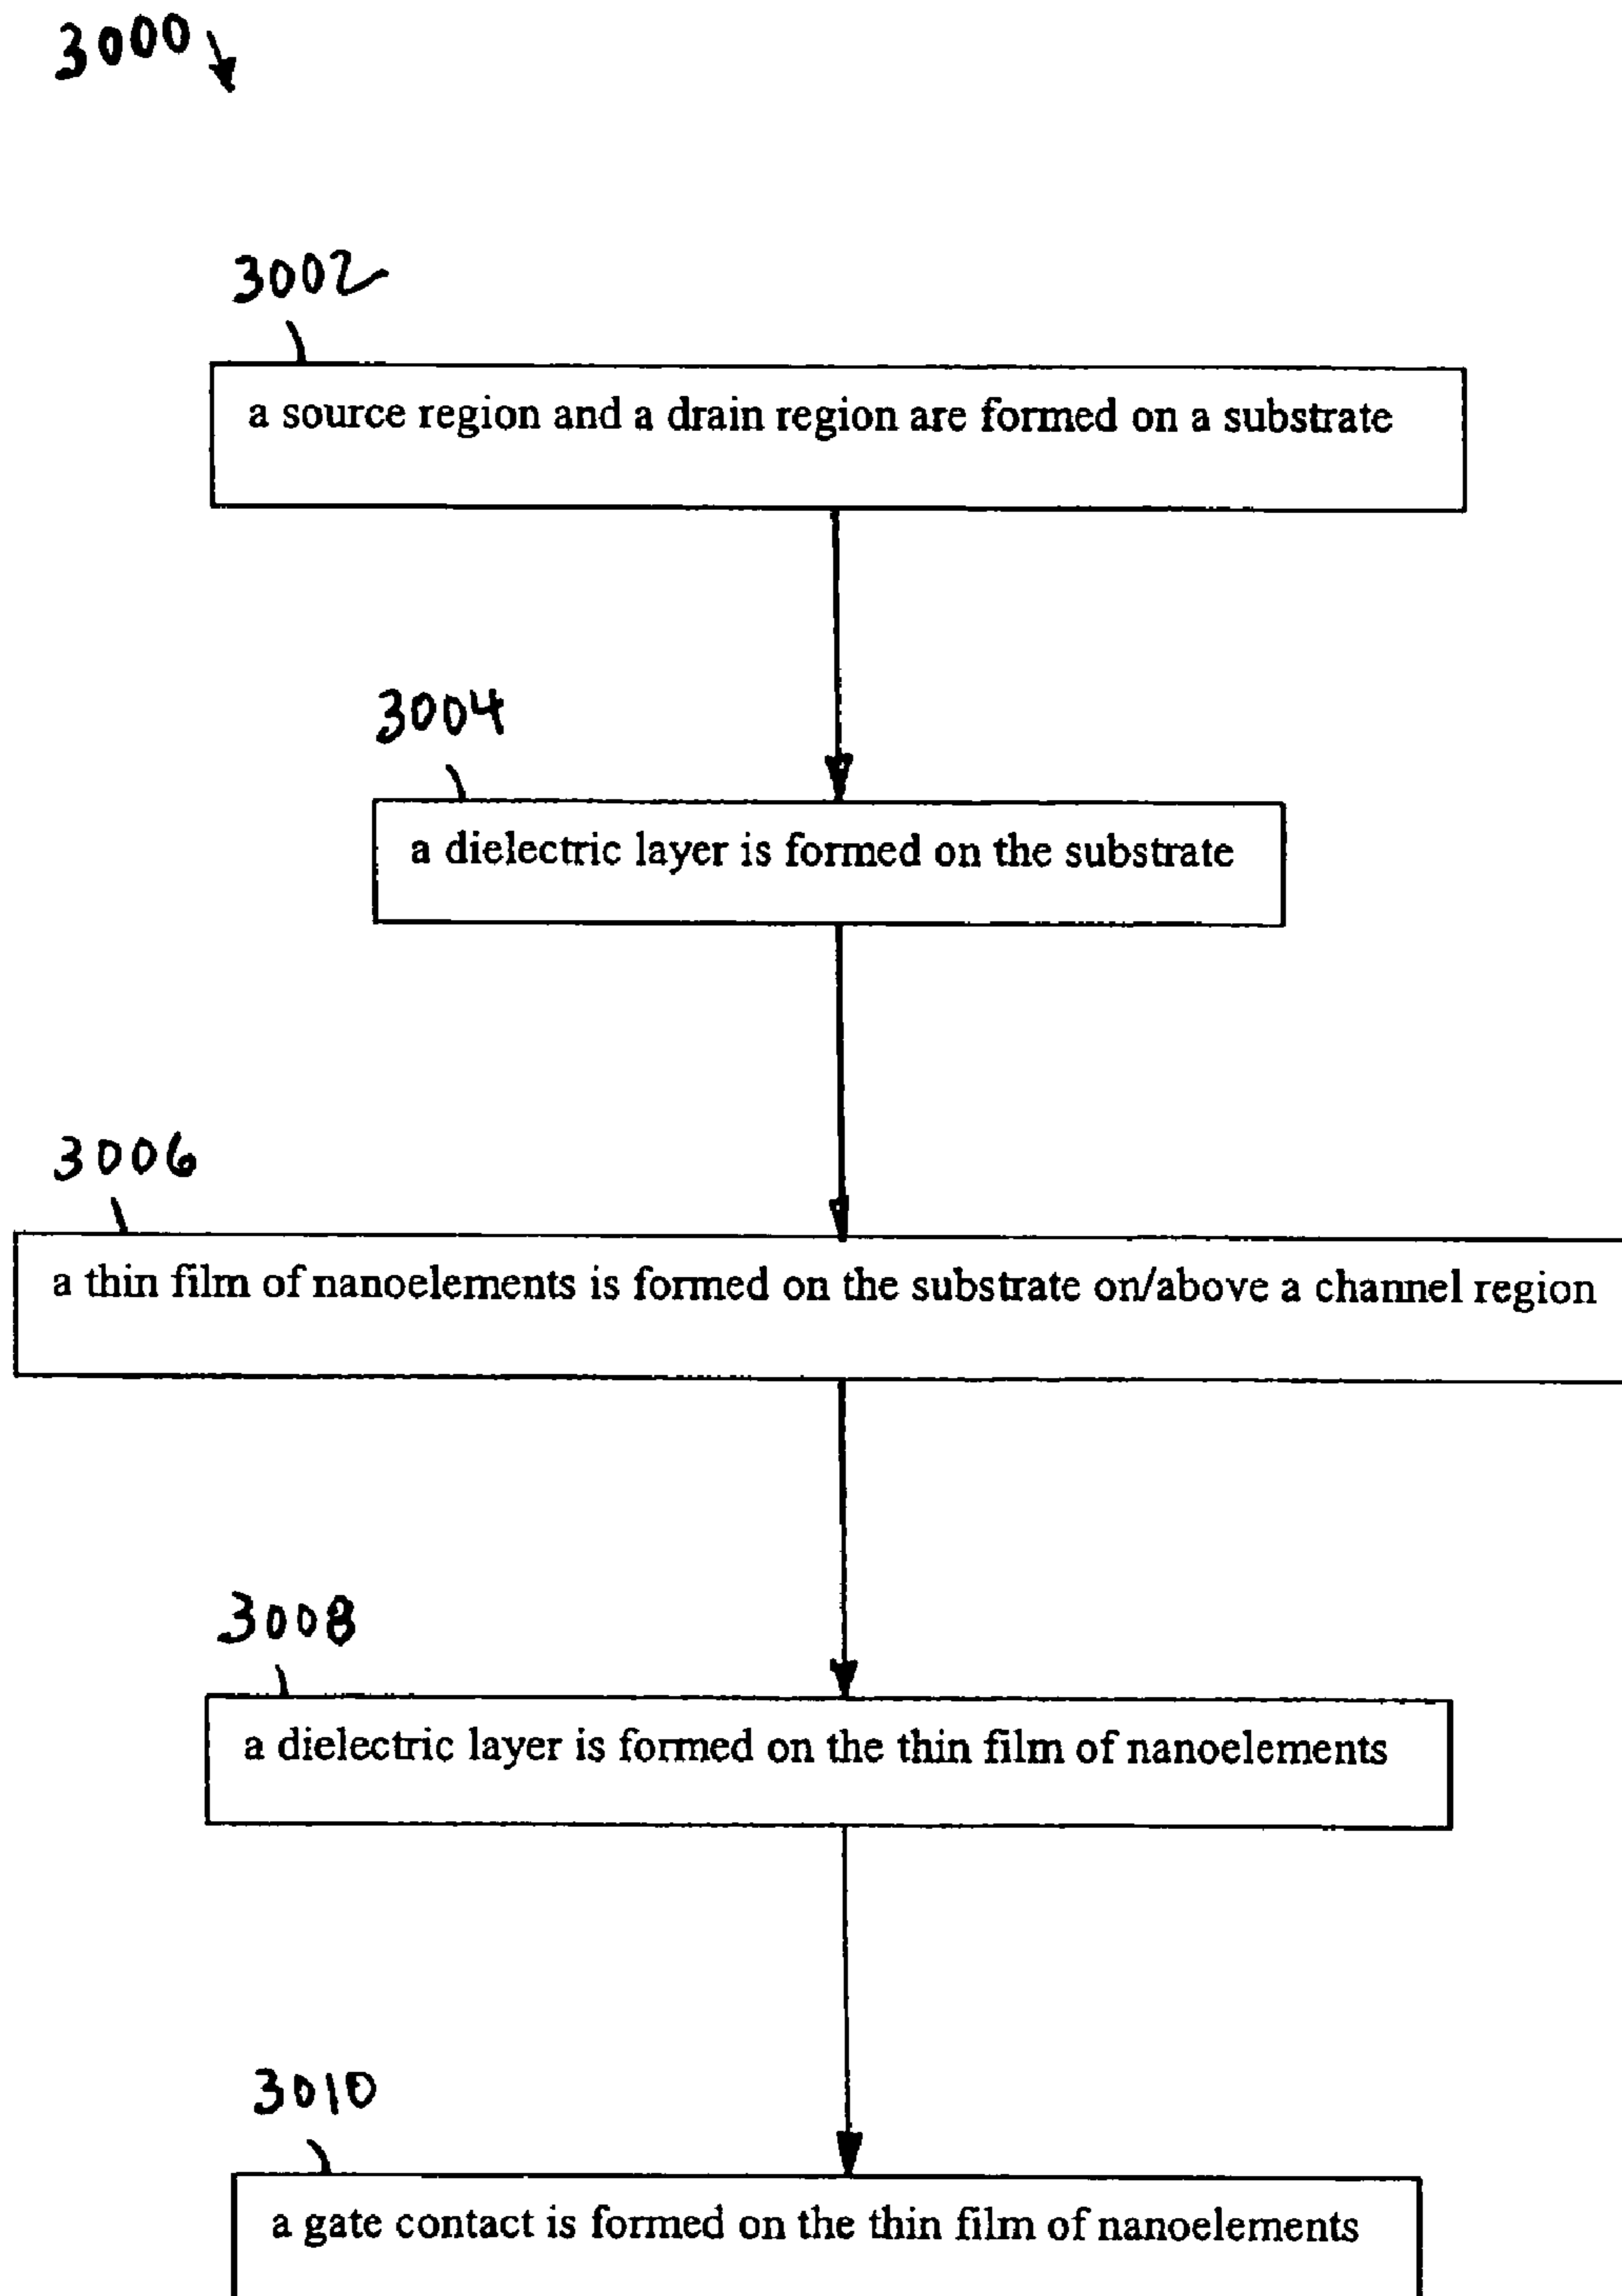 3000
3002
a source region and a drain region are formed on a substrate
3004
a dielectric layer is formed on the substrate
3006
a thin film of nanoelements is formed on the substrate on/above a channel region
3008
a dielectric layer is formed on the thin film of nanoelements
3010
a gate contact is formed on the thin film of nanoelements